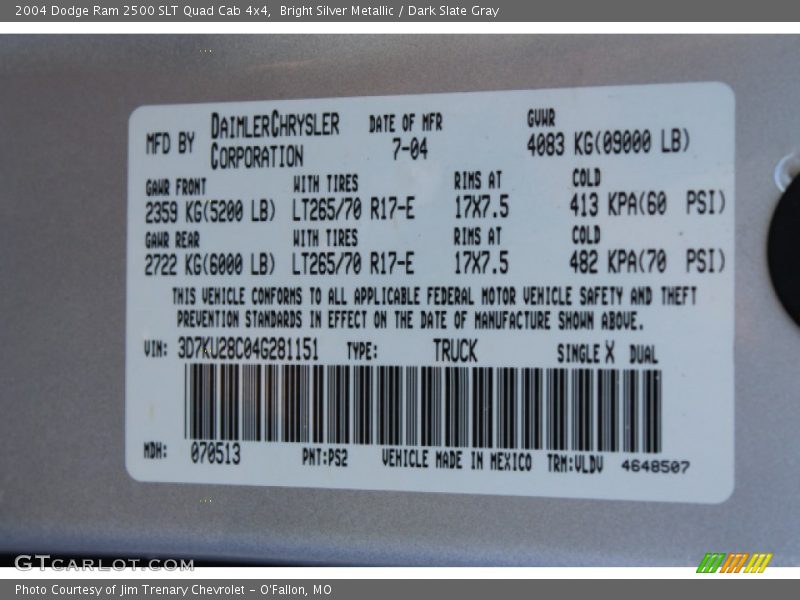 2004 Dodge Ram 2500 SLT Quad Cab 4x4, Bright Silver Metallic / Dark Slate Gray
MFD BY DAIMLERCHRYSLER CORPORATION DATE OF MFR 7-04 GVWR 4083 KG(09000 LB)
GAWR FRONT WITH TIRES RIMS AT COLD
2359 KG(5200 LB) LT265/70 R17-E 17X7.5 413 KPA(60 PSI)
GAWR REAR WITH TIRES RIMS AT COLD
2722 KG(6000 LB) LT265/70 R17-E 17X7.5 482 KPA(70 PSI)
THIS VEHICLE CONFORMS TO ALL APPLICABLE FEDERAL MOTOR VEHICLE SAFETY AND THEFT
PREVENTION STANDARDS IN EFFECT ON THE DATE OF MANUFACTURE SHOWN ABOVE.
VIN: 3D7KU28C04G281151 TYPE: TRUCK SINGLE X DUAL
MDH: 070513 PNT:PS2 VEHICLE MADE IN MEXICO TRM:VLDV 4648507
GTCARLOT.COM
Photo Courtesy of Jim Trenary Chevrolet - O'Fallon, MO